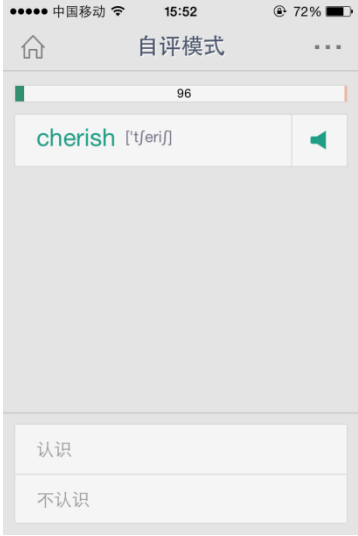 中国移动 15:52 72%
自评模式
96
cherish ['tʃeriʃ]
认识
不认识